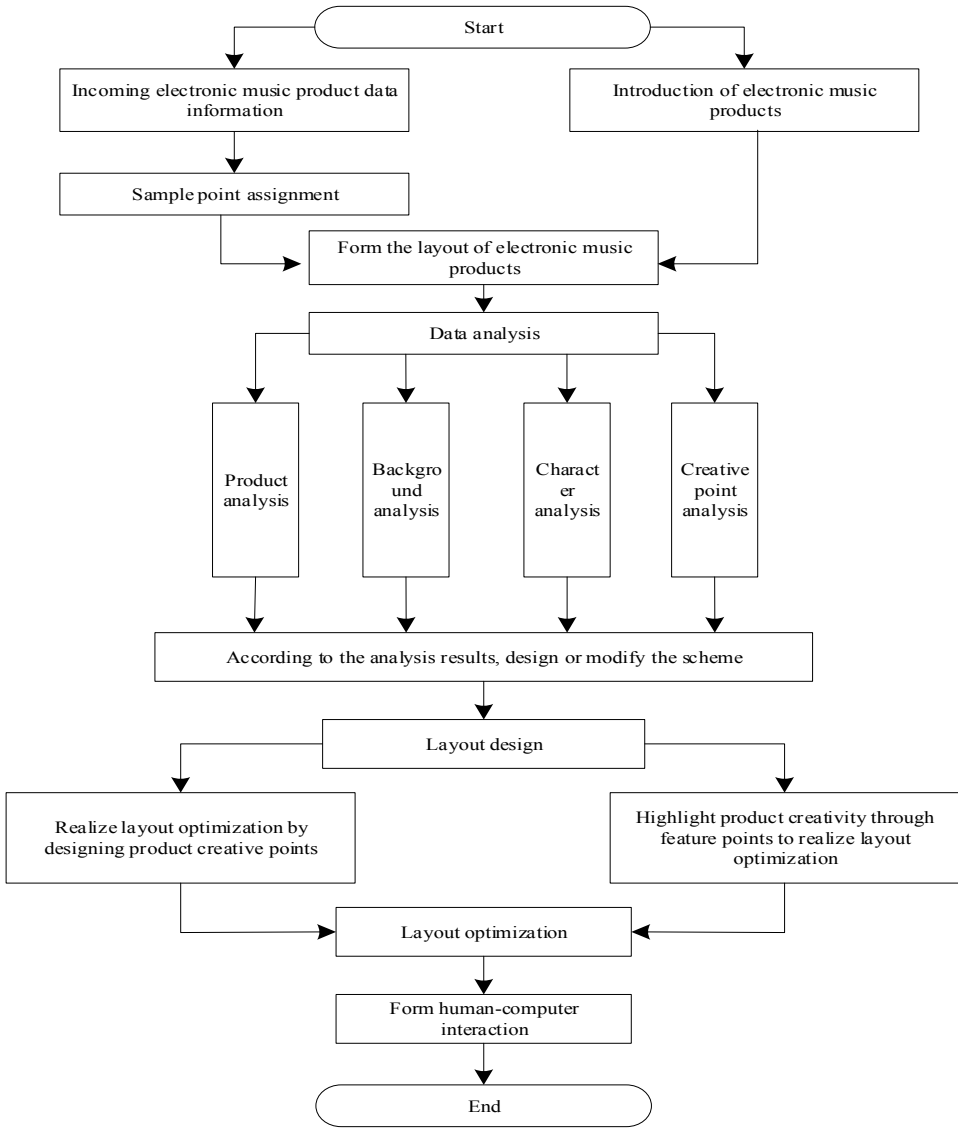 Start
Incoming electronic music product data
information
Introduction of electronic music
products
Sample point assignment
Form the layout of electronic music
products
Data analysis
Product
analysis
Backgro
und
analysis
Charact
er
analysis
Creative
point
analysis
According to the analysis results, design or modify the scheme
Layout design
Realize layout optimization by
designing product creative points
Highlight product creativity through
feature points to realize layout
optimization
Layout optimization
Form human-computer
interaction
End